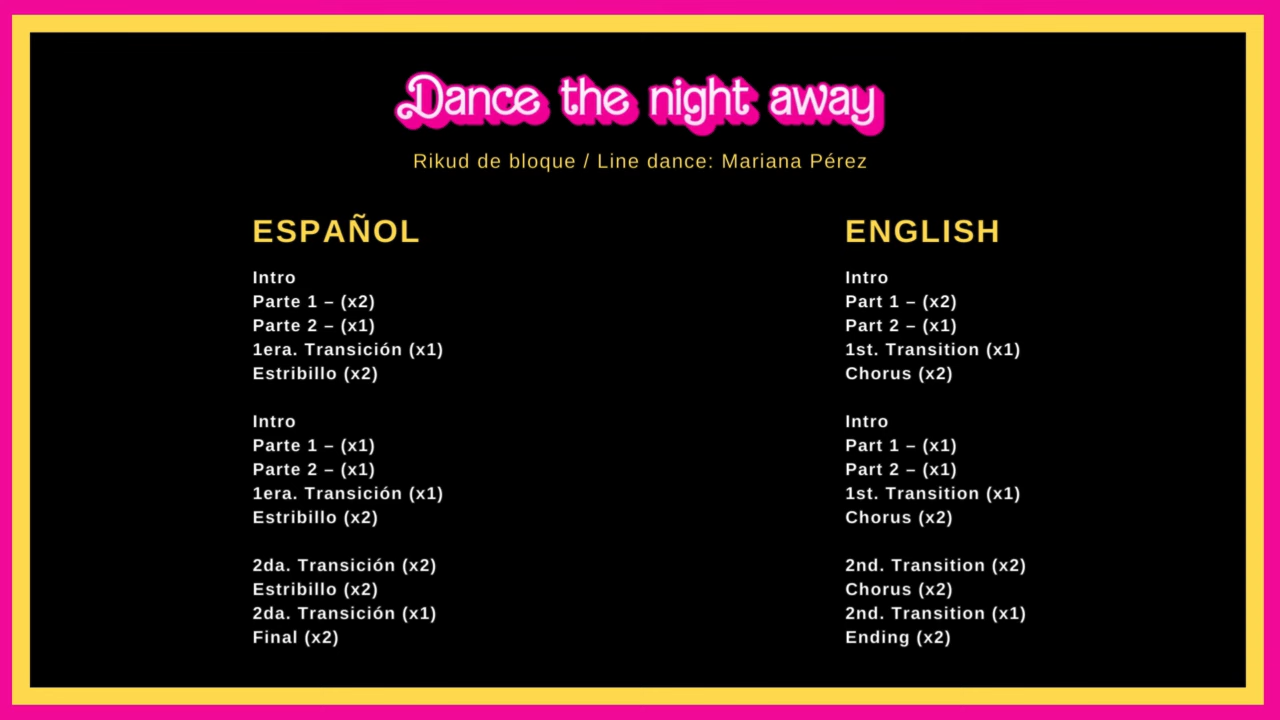 Dance the night away
Rikud de bloque / Line dance: Mariana Pérez
ESPAÑOL
Intro
Parte 1 – (x2)
Parte 2 – (x1)
1era. Transición (x1)
Estribillo (x2)
Intro
Parte 1 – (x1)
Parte 2 – (x1)
1era. Transición (x1)
Estribillo (x2)
2da. Transición (x2)
Estribillo (x2)
2da. Transición (x1)
Final (x2)
ENGLISH
Intro
Part 1 – (x2)
Part 2 – (x1)
1st. Transition (x1)
Chorus (x2)
Intro
Part 1 – (x1)
Part 2 – (x1)
1st. Transition (x1)
Chorus (x2)
2nd. Transition (x2)
Chorus (x2)
2nd. Transition (x1)
Ending (x2)